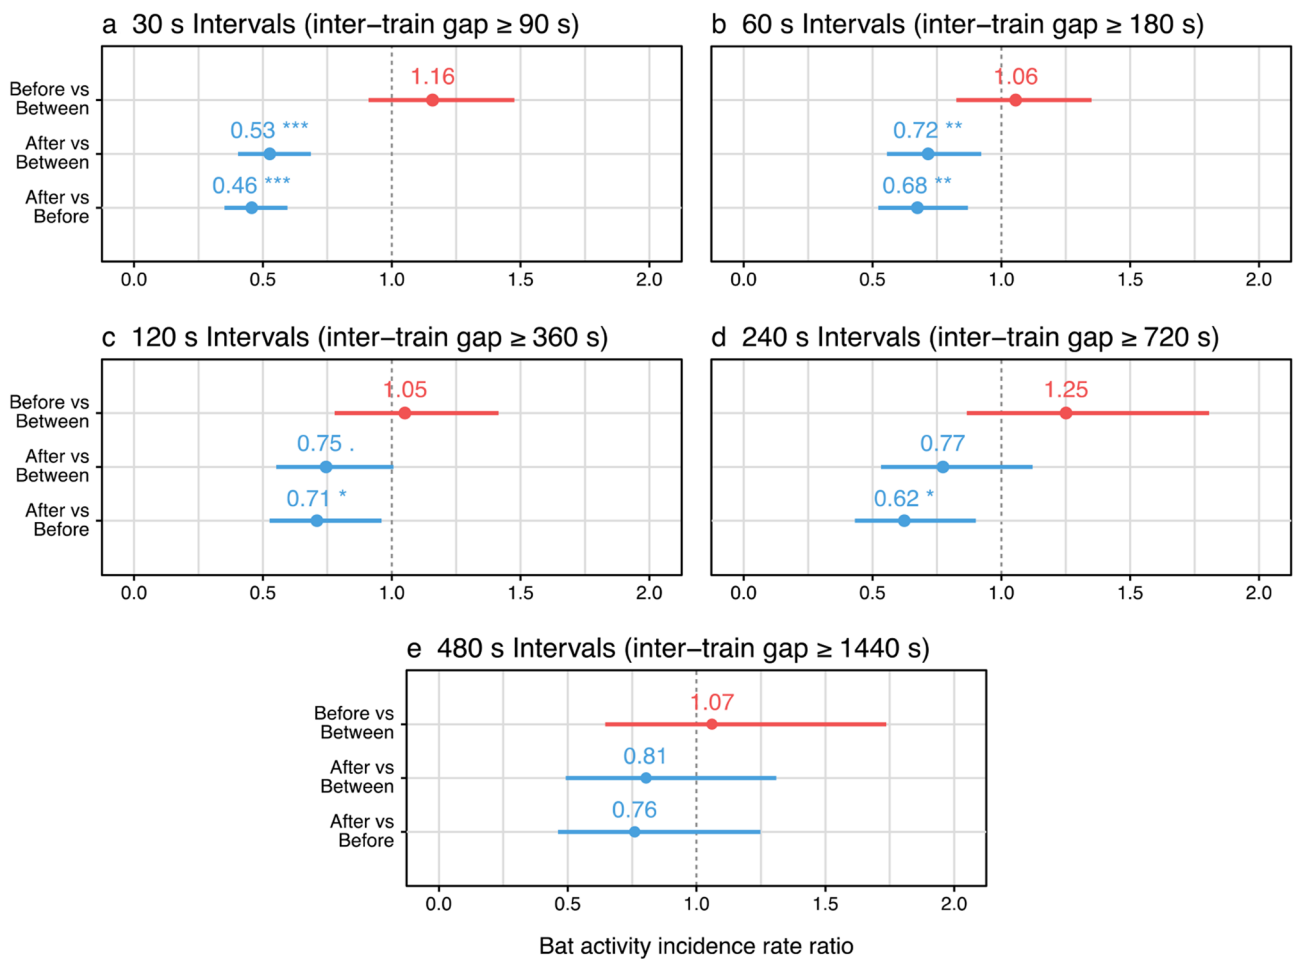 a 30 s Intervals (inter−train gap ≥ 90 s)
Before vs
Between
1.16
After vs
Between
0.53 ***
After vs
Before
0.46 ***
0.0 0.5 1.0 1.5 2.0
b 60 s Intervals (inter−train gap ≥ 180 s)
1.06
0.72 **
0.68 **
0.0 0.5 1.0 1.5 2.0
c 120 s Intervals (inter−train gap ≥ 360 s)
Before vs
Between
1.05
After vs
Between
0.75 .
After vs
Before
0.71 *
0.0 0.5 1.0 1.5 2.0
d 240 s Intervals (inter−train gap ≥ 720 s)
1.25
0.77
0.62 *
0.0 0.5 1.0 1.5 2.0
e 480 s Intervals (inter−train gap ≥ 1440 s)
Before vs
Between
1.07
After vs
Between
0.81
After vs
Before
0.76
0.0 0.5 1.0 1.5 2.0
Bat activity incidence rate ratio